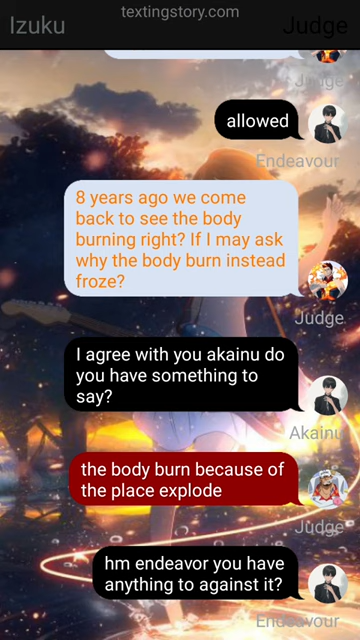 textingstory.com
Izuku
Judge
Judge
allowed
Endeavour
8 years ago we come
back to see the body
burning right? If I may ask
why the body burn instead
froze?
Judge
I agree with you akainu do
you have something to
say?
Akainu
the body burn because of
the place explode
Judge
hm endeavor you have
anything to against it?
Endeavour